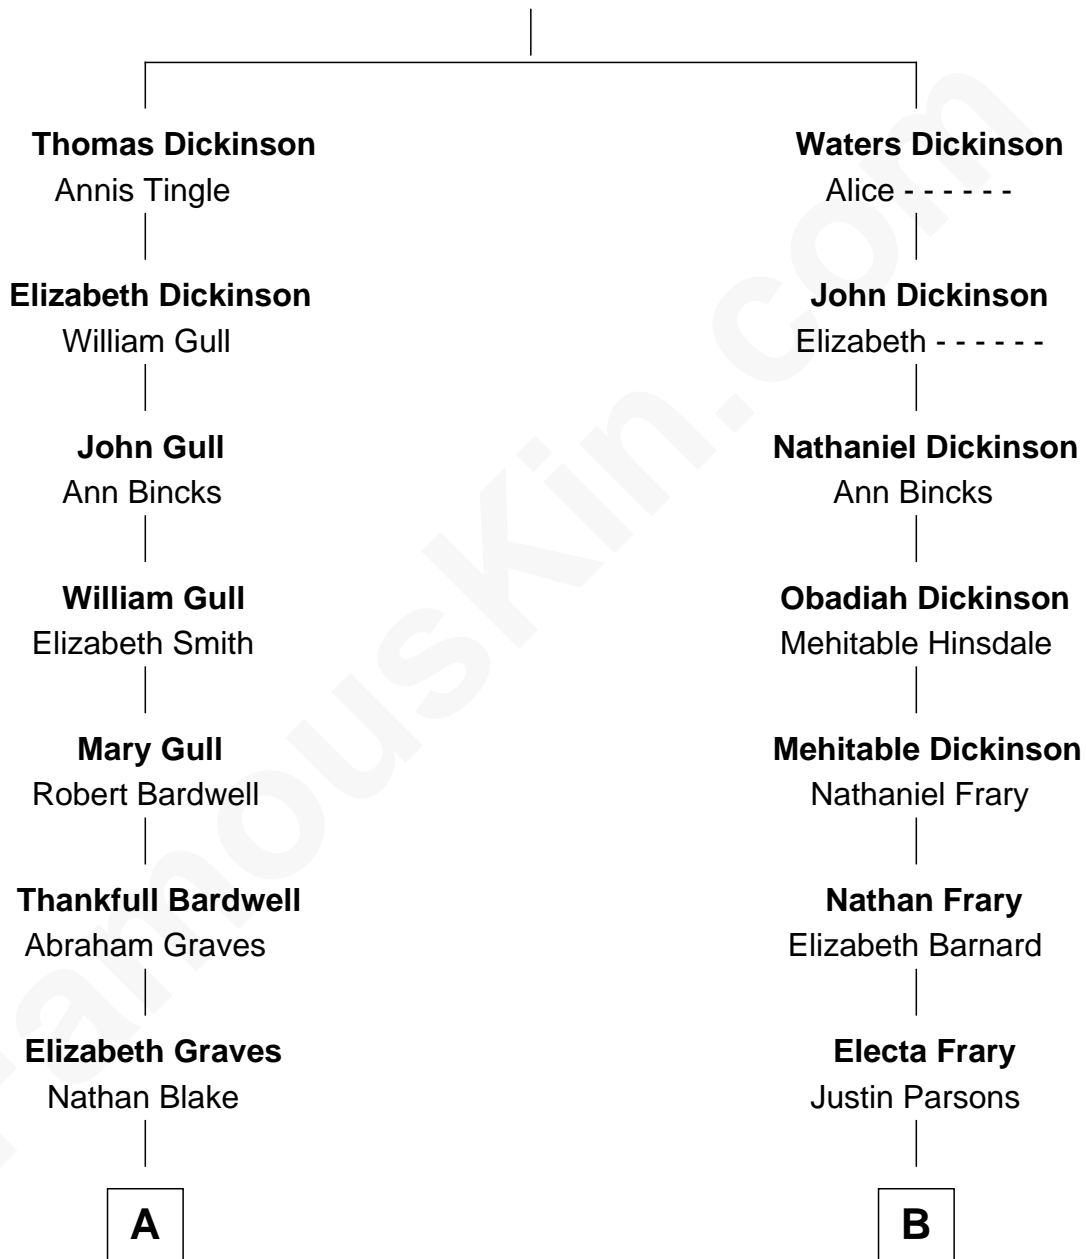 Thomas Dickinson
Annis Tingle
Elizabeth Dickinson
William Gull
John Gull
Ann Bincks
William Gull
Elizabeth Smith
Mary Gull
Robert Bardwell
Thankfull Bardwell
Abraham Graves
Elizabeth Graves
Nathan Blake
A
Waters Dickinson
Alice - - - - - -
John Dickinson
Elizabeth - - - - - -
Nathaniel Dickinson
Ann Bincks
Obadiah Dickinson
Mehitable Hinsdale
Mehitable Dickinson
Nathaniel Frary
Nathan Frary
Elizabeth Barnard
Electa Frary
Justin Parsons
B
FamousKin.com